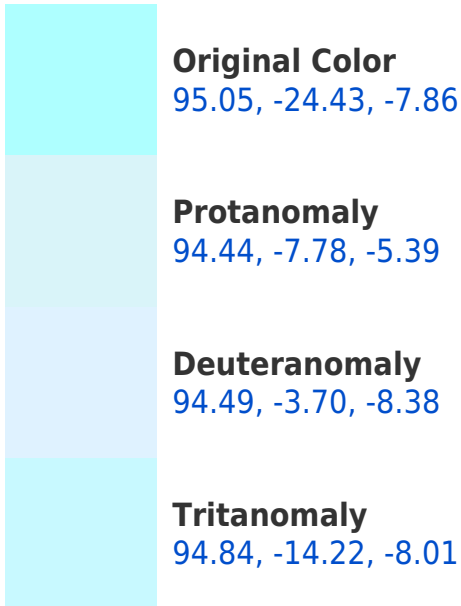 Original Color
95.05, -24.43, -7.86
Protanomaly
94.44, -7.78, -5.39
Deuteranomaly
94.49, -3.70, -8.38
Tritanomaly
94.84, -14.22, -8.01